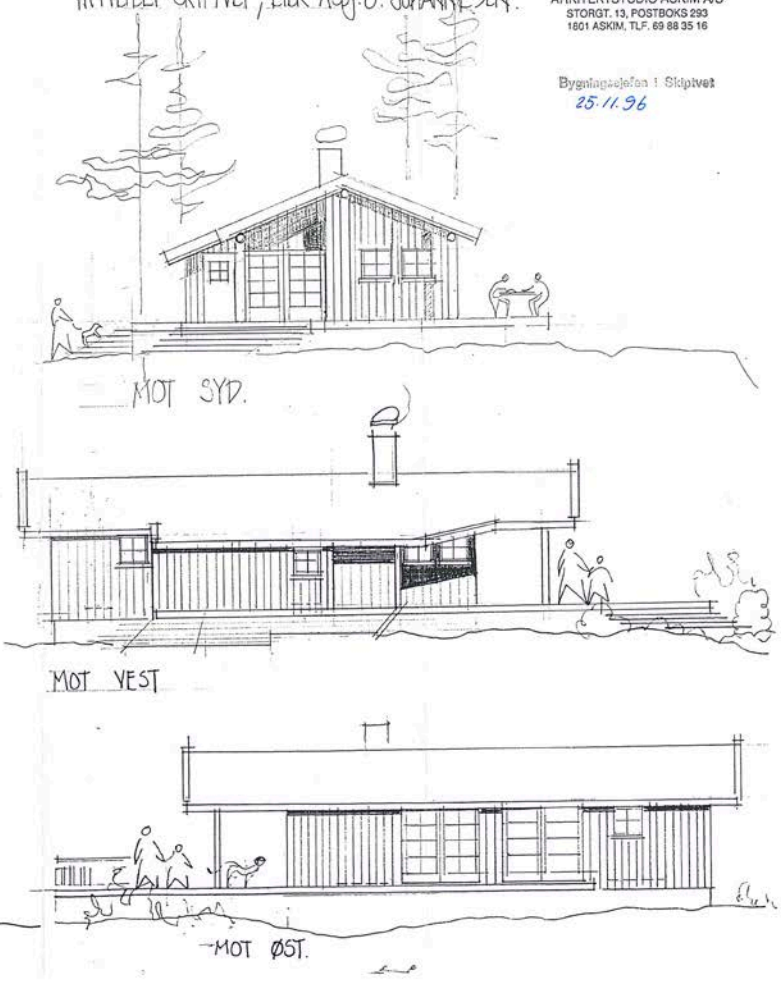 ARKITEKTSTUDIO ASKIM A/S
STORGT. 13, POSTBOKS 293
1801 ASKIM, TLF. 69 88 35 16
Bygningssjefen i Skiptvet
25.11.96
MOT SYD.
MOT VEST
MOT ØST.